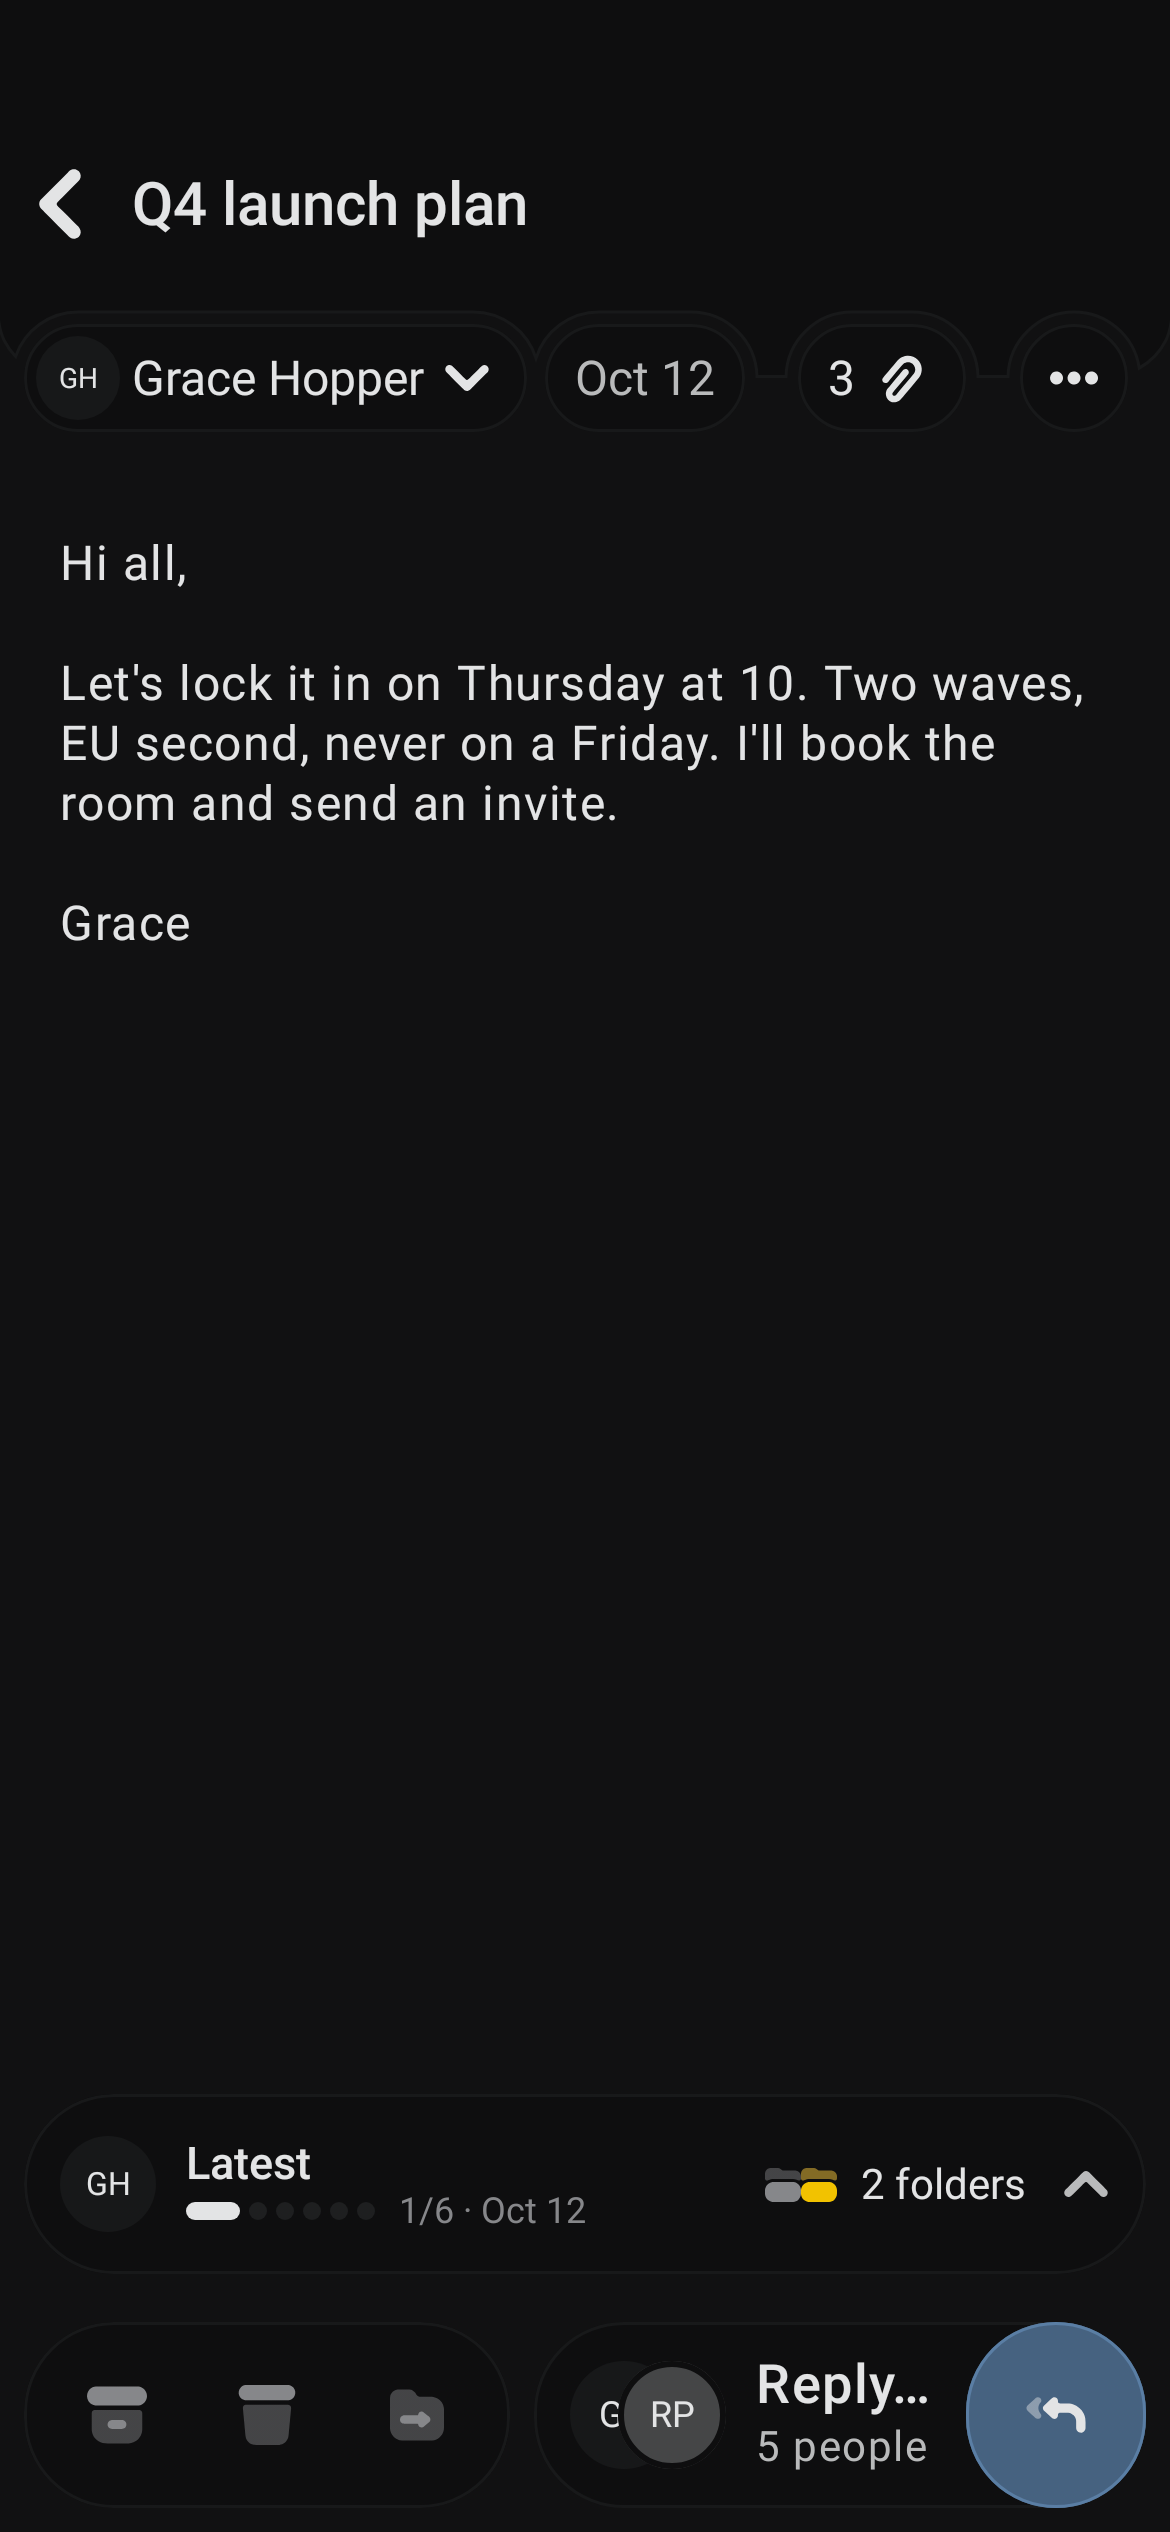 Q4 launch plan
GH Grace Hopper Oct 12 3
Hi all,
Let's lock it in on Thursday at 10. Two waves,
EU second, never on a Friday. I'll book the
room and send an invite.
Grace
GH Latest
1/6 · Oct 12
2 folders
G RP Reply...
5 people